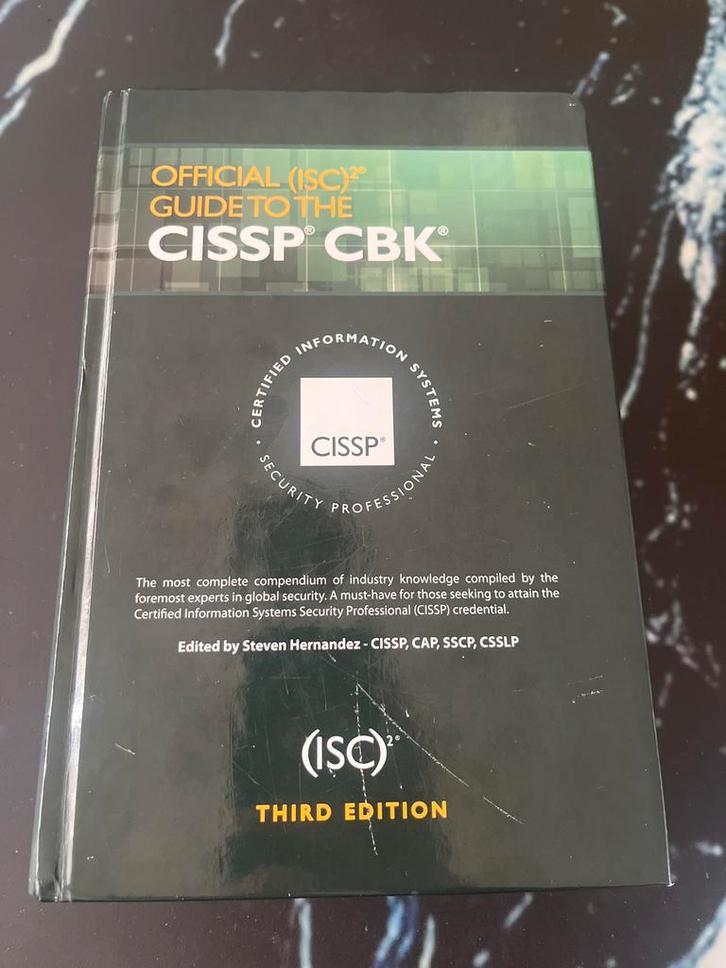 OFFICIAL (ISC)²®
GUIDE TO THE
CISSP® CBK®
· CERTIFIED INFORMATION SYSTEMS ·
SECURITY PROFESSIONAL
CISSP®
The most complete compendium of industry knowledge compiled by the
foremost experts in global security. A must-have for those seeking to attain the
Certified Information Systems Security Professional (CISSP) credential.
Edited by Steven Hernandez - CISSP, CAP, SSCP, CSSLP
(ISC)²®
THIRD EDITION